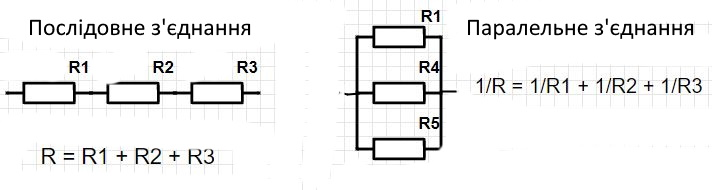 Послідовне з'єднання
R1 R2 R3
R = R1 + R2 + R3
Паралельне з'єднання
R1
R4
R5
1/R = 1/R1 + 1/R2 + 1/R3